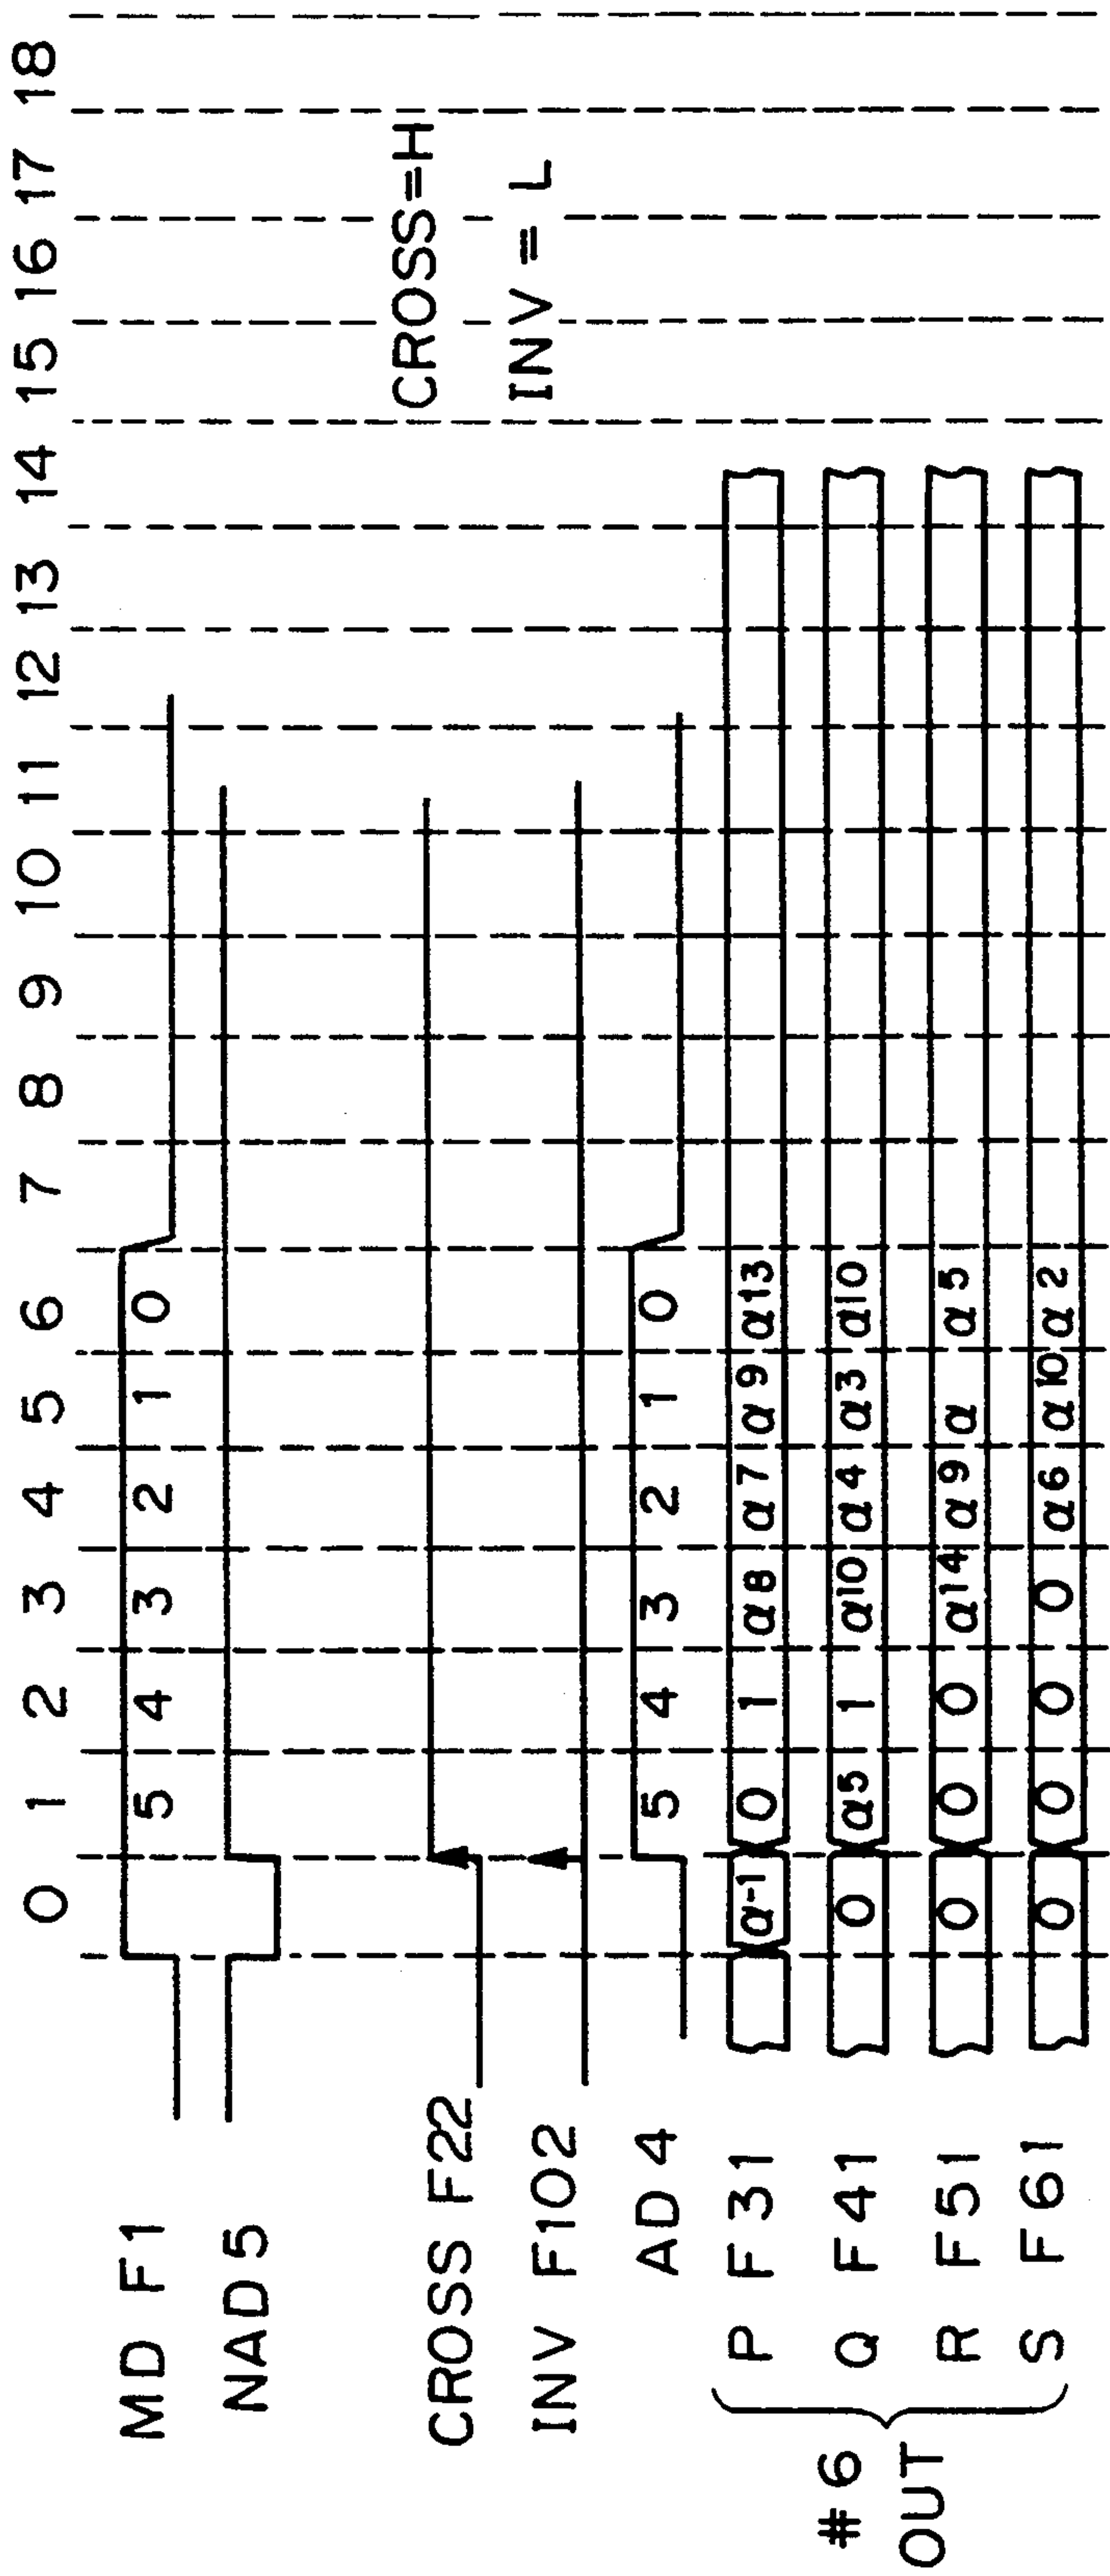 0 1 2 3 4 5 6 7 8 9 10 11 12 13 14 15 16 17 18
MD F1 5 4 3 2 1 0
NAD5
CROSS F22 CROSS=H
INV F102 INV = L
AD4 5 4 3 2 1 0
#6 OUT
P F31 α-1 0 1 α8 α7 α9 α13
Q F41 0 α5 1 α10 α4 α3 α10
R F51 0 0 0 α14 α9 α α5
S F61 0 0 0 0 α6 α10 α2